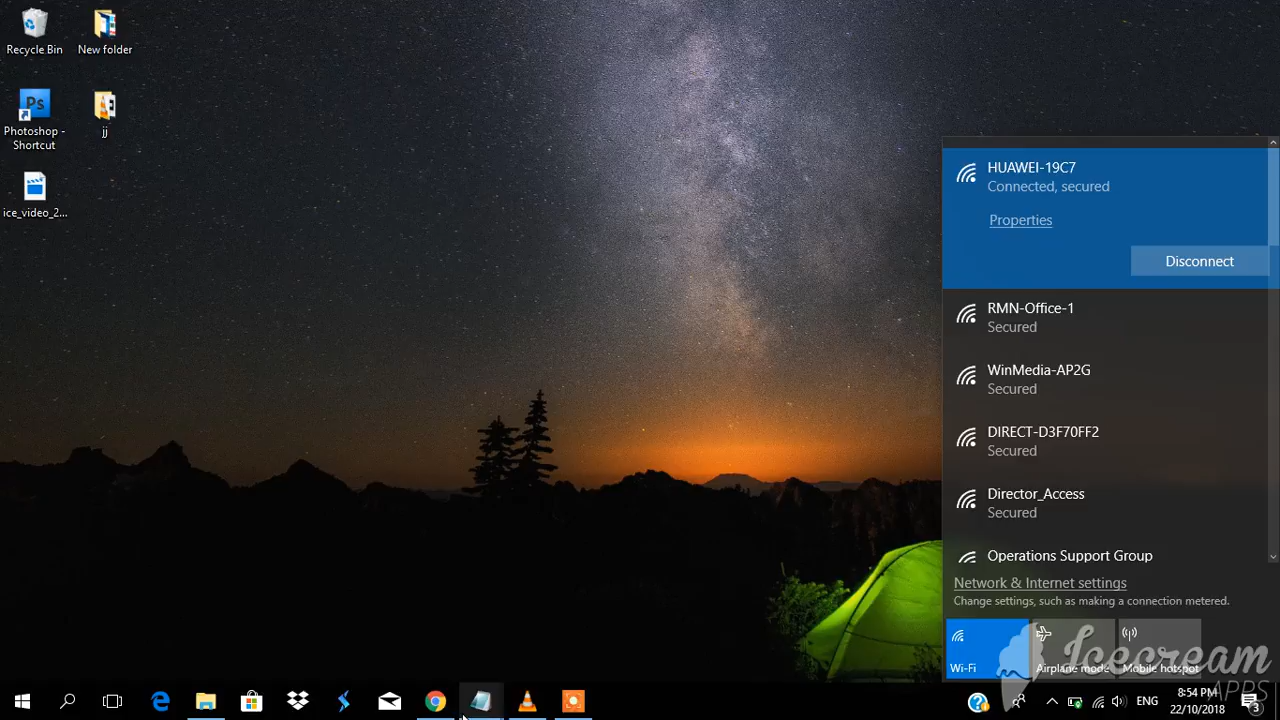 Recycle Bin
New folder
Ps
Photoshop -
Shortcut
jj
ice_video_2...
HUAWEI-19C7
Connected, secured
Properties
Disconnect
RMN-Office-1
Secured
WinMedia-AP2G
Secured
DIRECT-D3F70FF2
Secured
Director_Access
Secured
Operations Support Group
Network & Internet settings
Change settings, such as making a connection metered.
Wi-Fi
Airplane mode
Mobile hotspot
Icecream
APPS
ENG
8:54 PM
22/10/2018
3